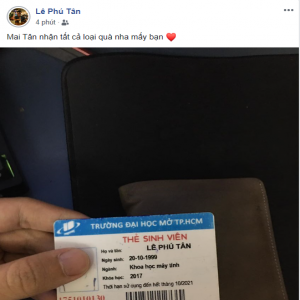 Lê Phú Tân
4 phút
Mai Tân nhận tất cả loại quà nha mấy bạn ❤️
TRƯỜNG ĐẠI HỌC MỞ TP.HCM
THẺ SINH VIÊN
Họ và tên: LÊ PHÚ TÂN
Ngày sinh: 20-10-1999
Ngành: Khoa học máy tính
Khóa học: 2017
Thời hạn sử dụng đến hết tháng 10/2021